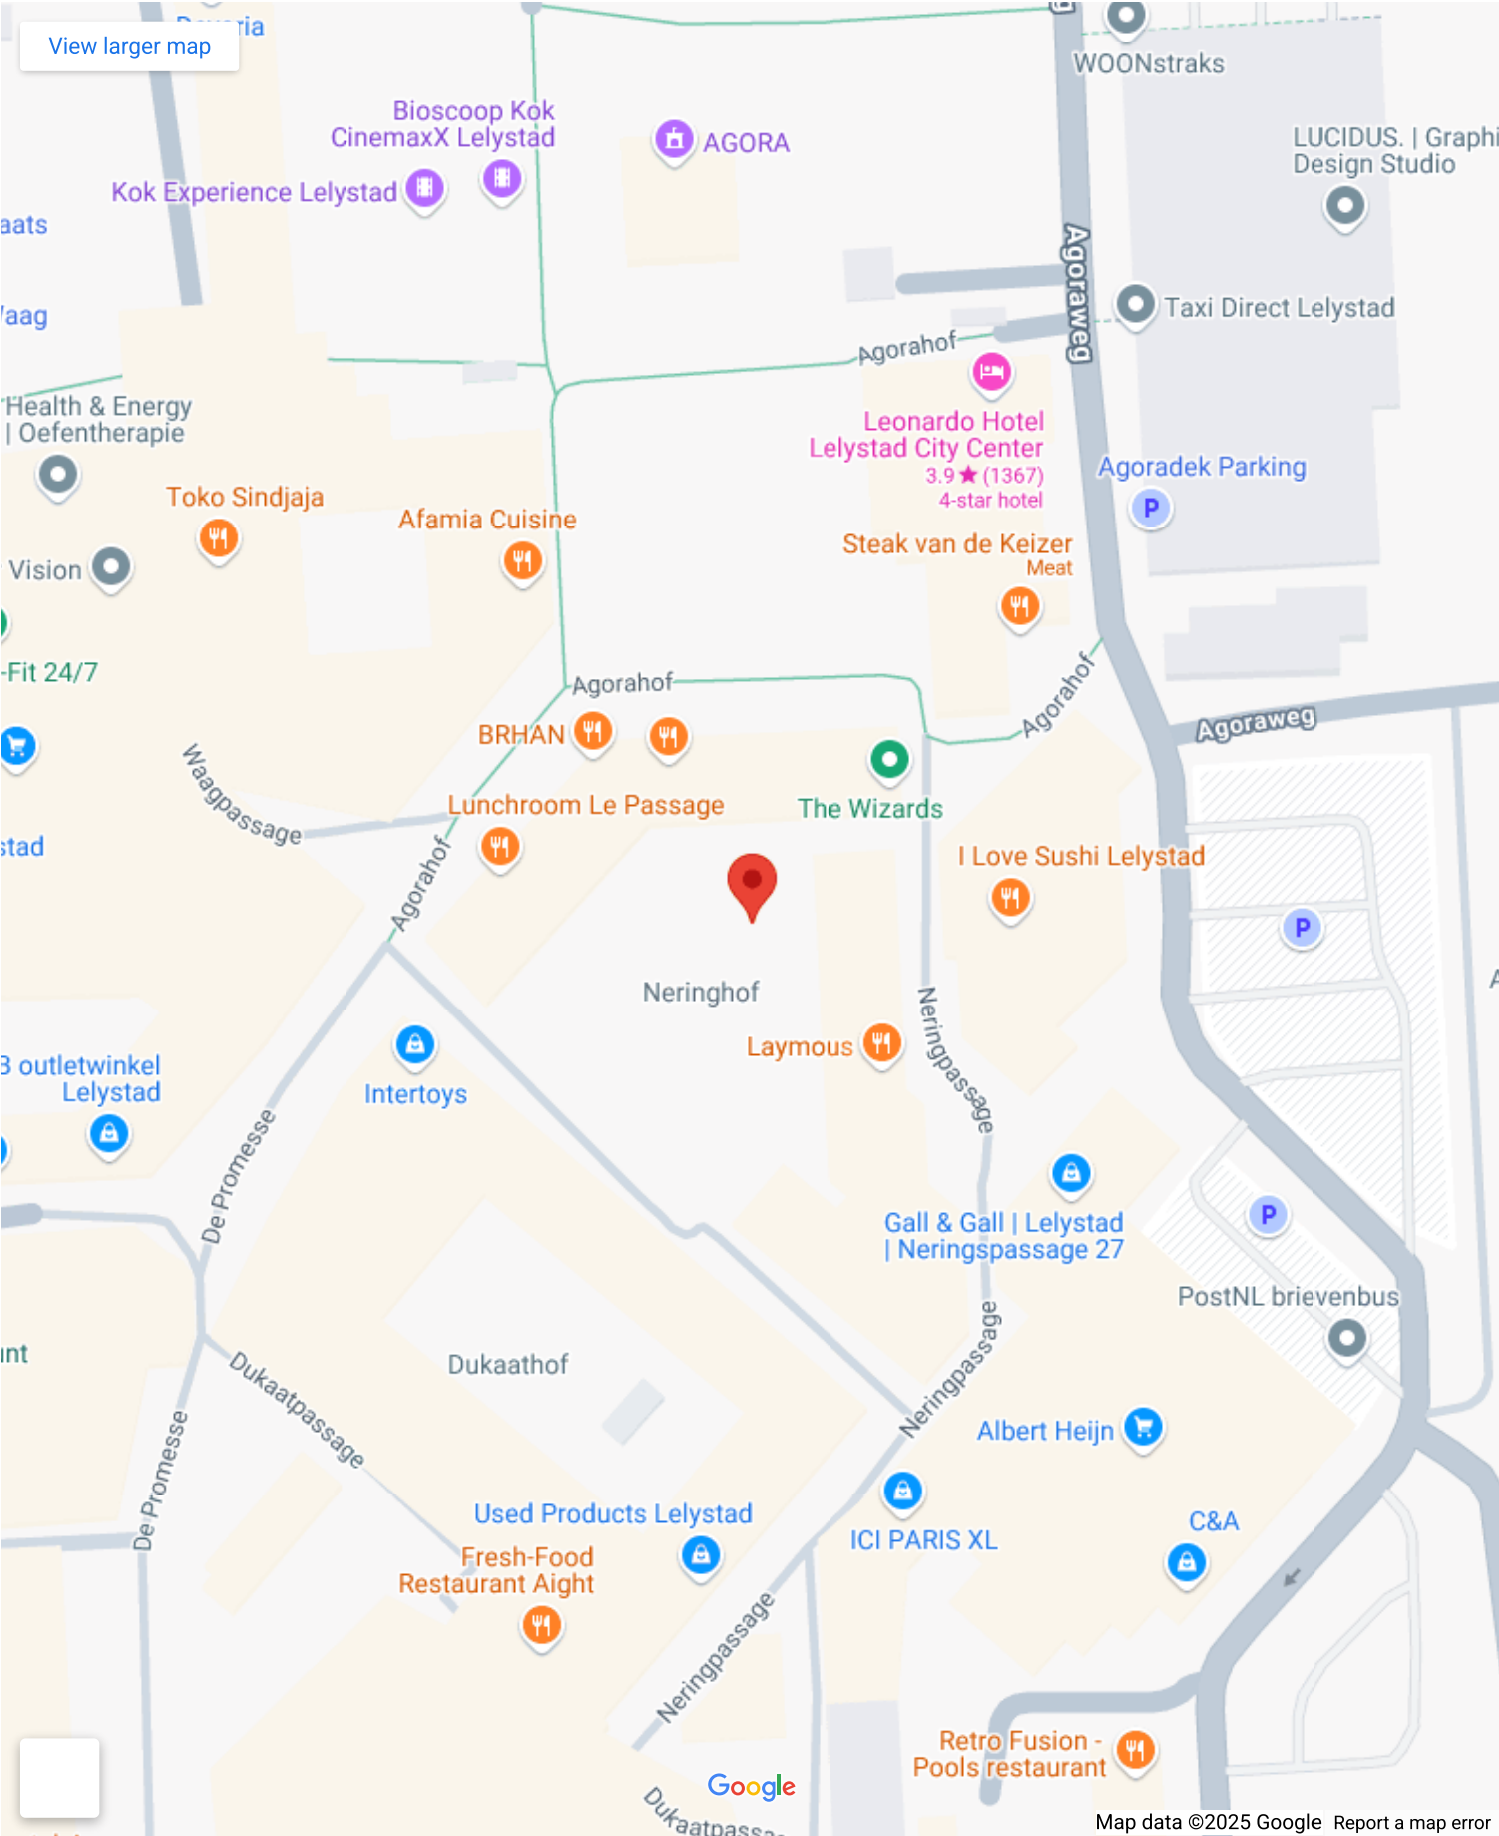 View larger map
WOONstraks
Bioscoop Kok
CinemaxX Lelystad
AGORA
LUCIDUS. | Graphi
Design Studio
Kok Experience Lelystad
aats
Agoraweg
Taxi Direct Lelystad
Agorahof
Health & Energy
| Oefentherapie
Leonardo Hotel
Lelystad City Center
3.9★(1367)
4-star hotel
Agoradek Parking
P
Toko Sindjaja
Afamia Cuisine
Steak van de Keizer
Meat
Vision
-Fit 24/7
Agorahof
Agorahof
Agoraweg
BRHAN
Waagpassage
Lunchroom Le Passage
The Wizards
stad
Agorahof
I Love Sushi Lelystad
P
Neringhof
Neringpassage
Laymous
B outletwinkel
Lelystad
Intertoys
De Promesse
Gall & Gall | Lelystad
| Neringspassage 27
P
PostNL brievenbus
Neringpassage
Dukaathof
Dukaatpassage
De Promesse
Albert Heijn
Used Products Lelystad
ICI PARIS XL
C&A
Fresh-Food
Restaurant Aight
Neringpassage
Retro Fusion -
Pools restaurant
Google
Dukaatpassa
Map data ©2025 Google
Report a map error